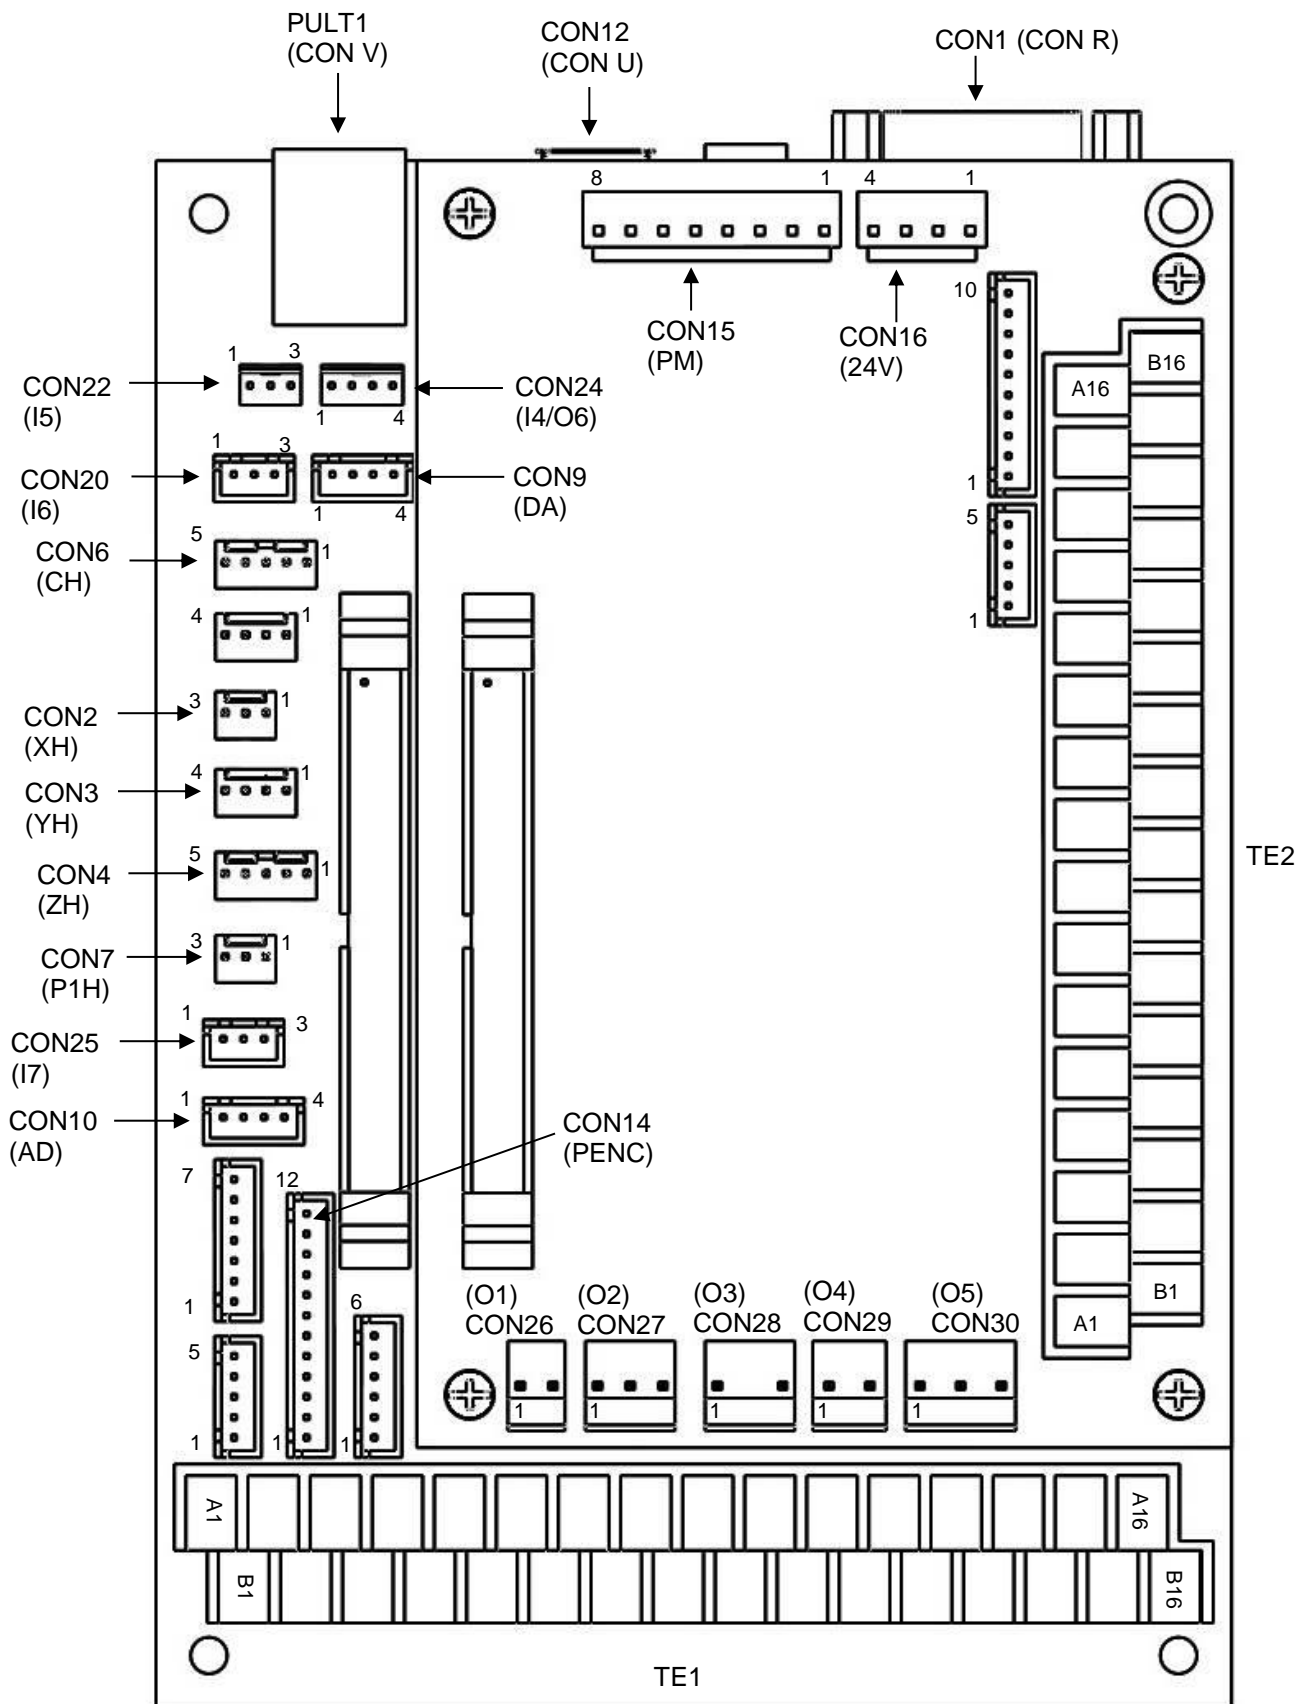 PULT1
(CON V)
CON12
(CON U)
CON1 (CON R)
8 1 4 1
CON15
(PM)
CON16
(24V)
10
1
5
1
B16
A16
1 3
CON22
(I5)
CON24
(I4/O6)
1 4
1 3
CON20
(I6)
CON9
(DA)
1 4
5 1
CON6
(CH)
4 1
3 1
CON2
(XH)
4 1
CON3
(YH)
5 1
CON4
(ZH)
TE2
3 1
CON7
(P1H)
1 3
CON25
(I7)
1 4
CON10
(AD)
CON14
(PENC)
7
12
1
6
5
1 1 1
(O1)
CON26
(O2)
CON27
(O3)
CON28
(O4)
CON29
(O5)
CON30
B1
A1
1 1 1 1 1
A1
A16
B1
B16
TE1